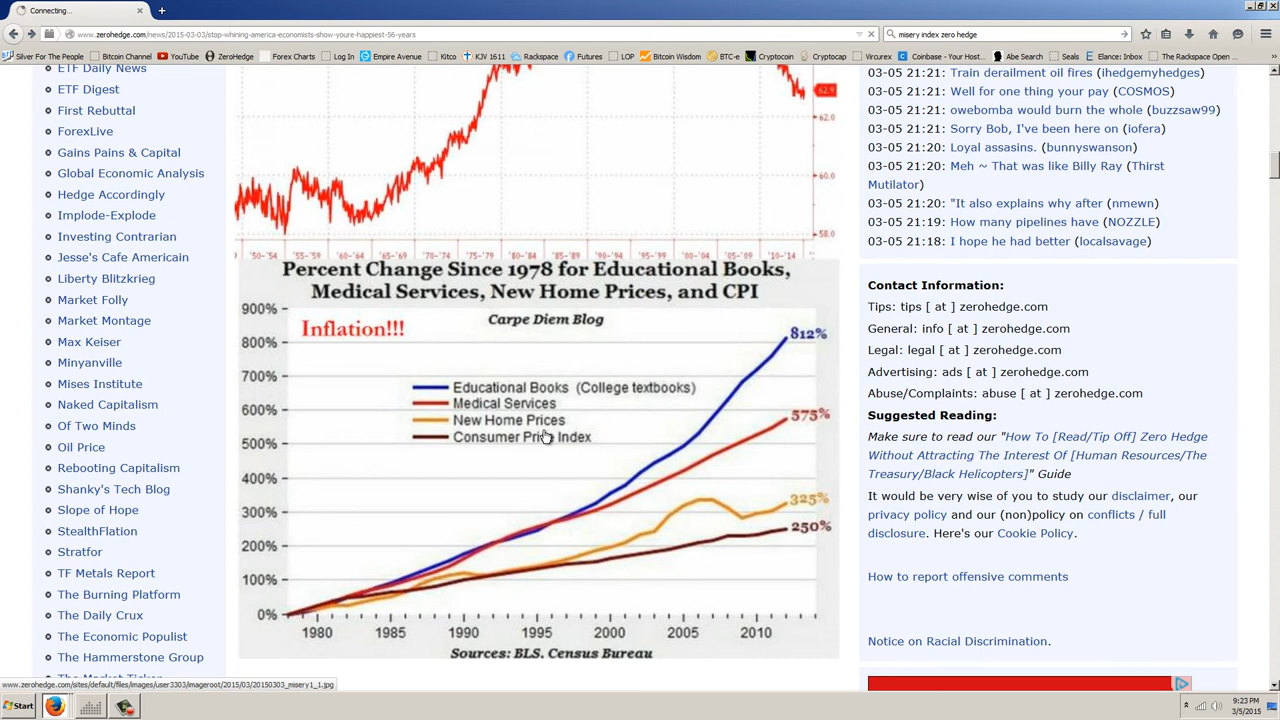 Connecting...
www.zerohedge.com/news/2015-03-03/stop-whining-america-economists-show-youre-happiest-56-years
misery index zero hedge
Silver For The People
Bitcoin Channel
YouTube
ZeroHedge
Forex Charts
Log In
Empire Avenue
Kitco
KJV 1611
Rackspace
Futures
LOP
Bitcoin Wisdom
BTC-e
Cryptocoin
Cryptocap
Vircurex
Coinbase - Your Host...
Abe Search
Seals
Elance: Inbox
The Rackspace Open ...
ETF Daily News
ETF Digest
First Rebuttal
ForexLive
Gains Pains & Capital
Global Economic Analysis
Hedge Accordingly
Implode-Explode
Investing Contrarian
Jesse's Cafe Americain
Liberty Blitzkrieg
Market Folly
Market Montage
Max Keiser
Minyanville
Mises Institute
Naked Capitalism
Of Two Minds
Oil Price
Rebooting Capitalism
Shanky's Tech Blog
Slope of Hope
StealthFlation
Stratfor
TF Metals Report
The Burning Platform
The Daily Crux
The Economic Populist
The Hammerstone Group
The Market Ticker
62.9
62.0
60.0
58.0
'50-'54
'55-'59
'60-'64
'65-'69
'70-'74
'75-'79
'80-'84
'85-'89
'90-'94
'95-'99
'00-'04
'05-'09
'10-'14
Percent Change Since 1978 for Educational Books,
Medical Services, New Home Prices, and CPI
Carpe Diem Blog
Inflation!!!
900%
800%
700%
600%
500%
400%
300%
200%
100%
0%
812%
575%
325%
250%
Educational Books (College textbooks)
Medical Services
New Home Prices
Consumer Price Index
1980
1985
1990
1995
2000
2005
2010
Sources: BLS, Census Bureau
03-05 21:21: Train derailment oil fires (ihedgemyhedges)
03-05 21:21: Well for one thing your pay (COSMOS)
03-05 21:21: owebomba would burn the whole (buzzsaw99)
03-05 21:21: Sorry Bob, I've been here on (iofera)
03-05 21:20: Loyal assasins. (bunnyswanson)
03-05 21:20: Meh ~ That was like Billy Ray (Thirst
Mutilator)
03-05 21:20: "It also explains why after (nmewn)
03-05 21:19: How many pipelines have (NOZZLE)
03-05 21:18: I hope he had better (localsavage)
Contact Information:
Tips: tips [ at ] zerohedge.com
General: info [ at ] zerohedge.com
Legal: legal [ at ] zerohedge.com
Advertising: ads [ at ] zerohedge.com
Abuse/Complaints: abuse [ at ] zerohedge.com
Suggested Reading:
Make sure to read our "How To [Read/Tip Off] Zero Hedge
Without Attracting The Interest Of [Human Resources/The
Treasury/Black Helicopters]" Guide
It would be very wise of you to study our disclaimer, our
privacy policy and our (non)policy on conflicts / full
disclosure. Here's our Cookie Policy.
How to report offensive comments
Notice on Racial Discrimination.
www.zerohedge.com/sites/default/files/images/user3303/imageroot/2015/03/20150303_misery1_1.jpg
Start
9:23 PM
3/5/2015